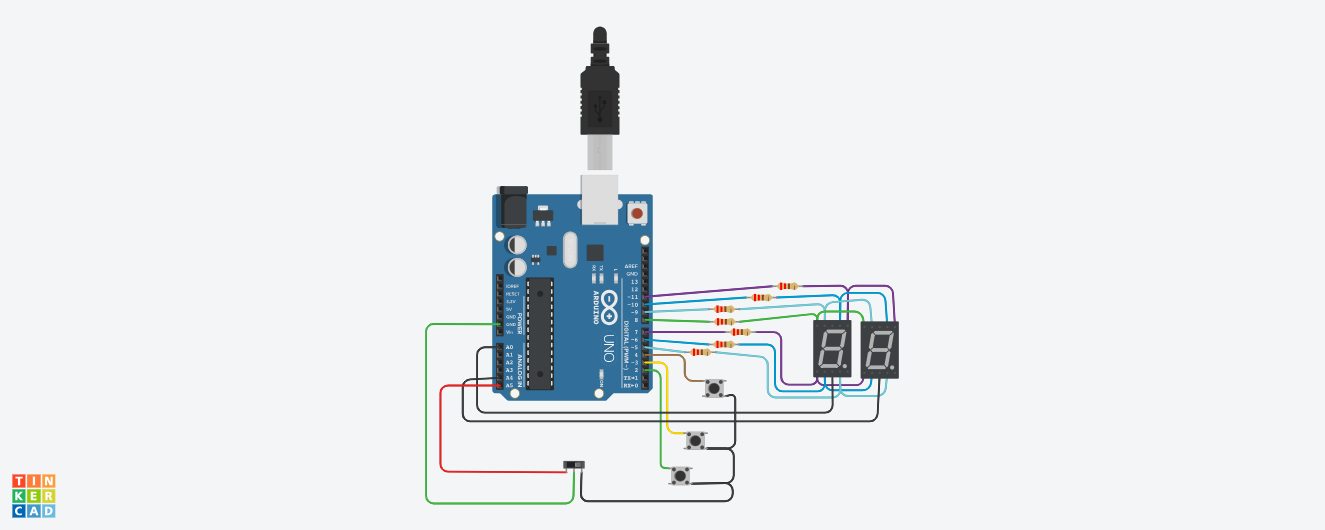 AREF
GND
13
12
~11
~10
~9
8
7
~6
~5
4
~3
2
TX→1
RX←0
DIGITAL (PWM~)
IOREF
RESET
3.3V
5V
GND
GND
Vin
POWER
A0
A1
A2
A3
A4
A5
ANALOG IN
RX
TX
L
ARDUINO
UNO
ON
TIN
KER
CAD